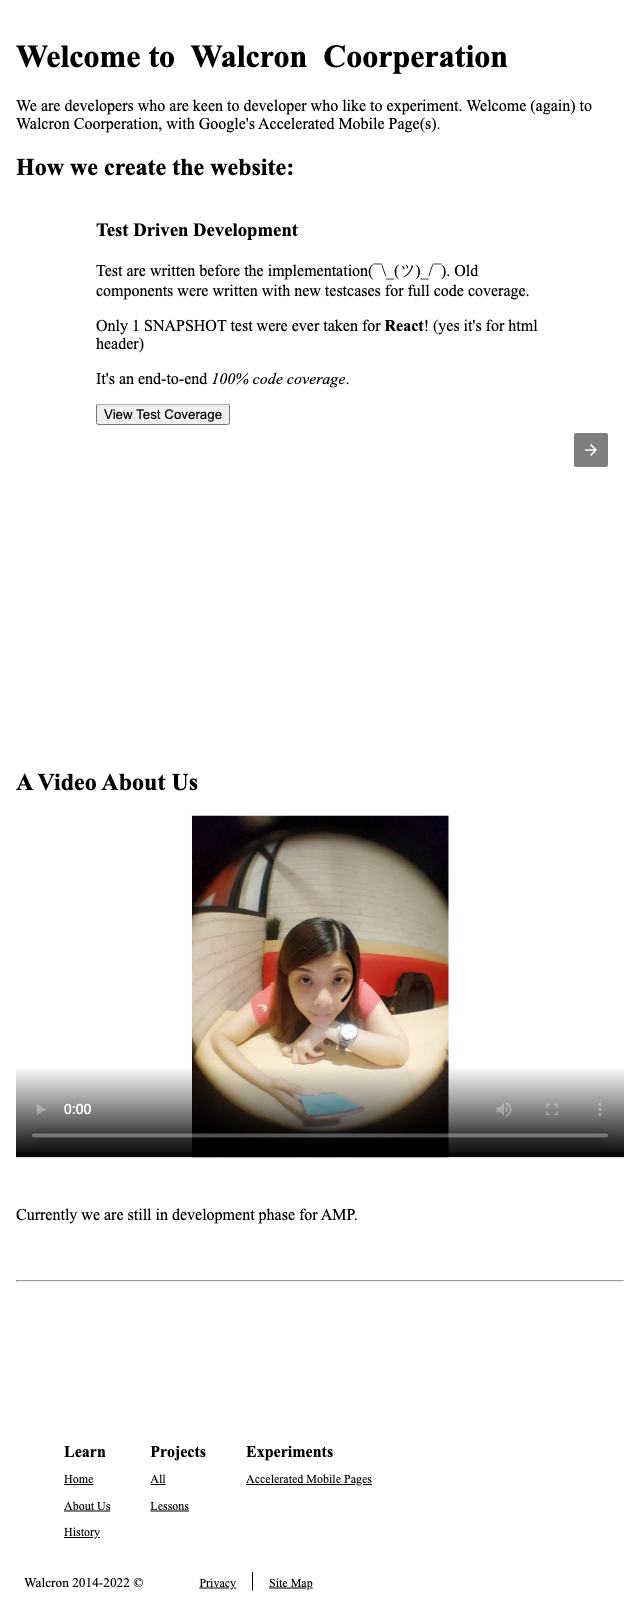 Welcome to Walcron Coorperation
We are developers who are keen to developer who like to experiment. Welcome (again) to
Walcron Coorperation, with Google's Accelerated Mobile Page(s).
How we create the website:
Test Driven Development
Test are written before the implementation(¯\_(ツ)_/¯). Old
components were written with new testcases for full code coverage.
Only 1 SNAPSHOT test were ever taken for React! (yes it's for html
header)
It's an end-to-end 100% code coverage.
View Test Coverage
A Video About Us
0:00
Currently we are still in development phase for AMP.
Learn Projects Experiments
Home All Accelerated Mobile Pages
About Us Lessons
History
Walcron 2014-2022 © Privacy Site Map